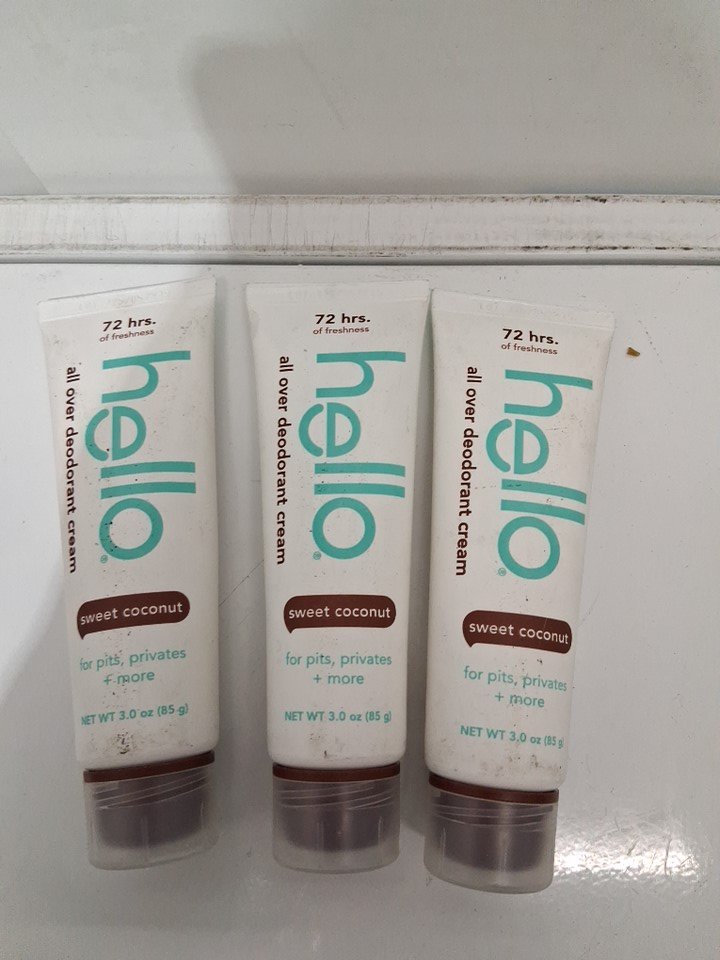 72 hrs.
of freshness
hello®
all over deodorant cream
sweet coconut
for pits, privates
+ more
NET WT 3.0 oz (85 g)
72 hrs.
of freshness
hello®
all over deodorant cream
sweet coconut
for pits, privates
+ more
NET WT 3.0 oz (85 g)
72 hrs.
of freshness
hello®
all over deodorant cream
sweet coconut
for pits, privates
+ more
NET WT 3.0 oz (85 g)